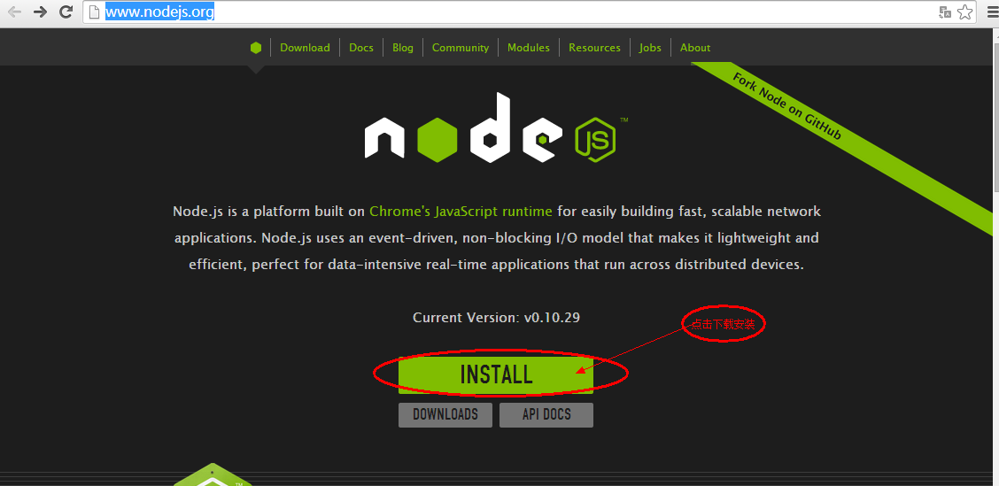 www.nodejs.org
Download Docs Blog Community Modules Resources Jobs About
Fork Node on GitHub
node JS ™
Node.js is a platform built on Chrome's JavaScript runtime for easily building fast, scalable network
applications. Node.js uses an event-driven, non-blocking I/O model that makes it lightweight and
efficient, perfect for data-intensive real-time applications that run across distributed devices.
Current Version: v0.10.29
点击下载安装
INSTALL
DOWNLOADS API DOCS
™